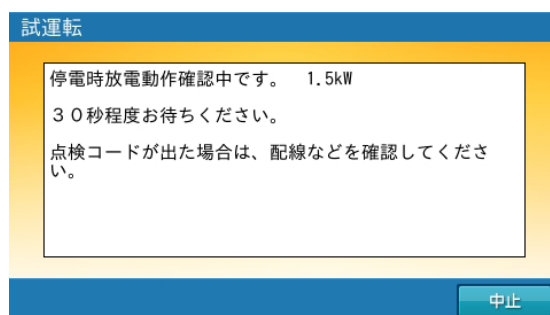 試運転
停電時放電動作確認中です。　1.5kW
３０秒程度お待ちください。
点検コードが出た場合は、配線などを確認してくださ
い。
中止